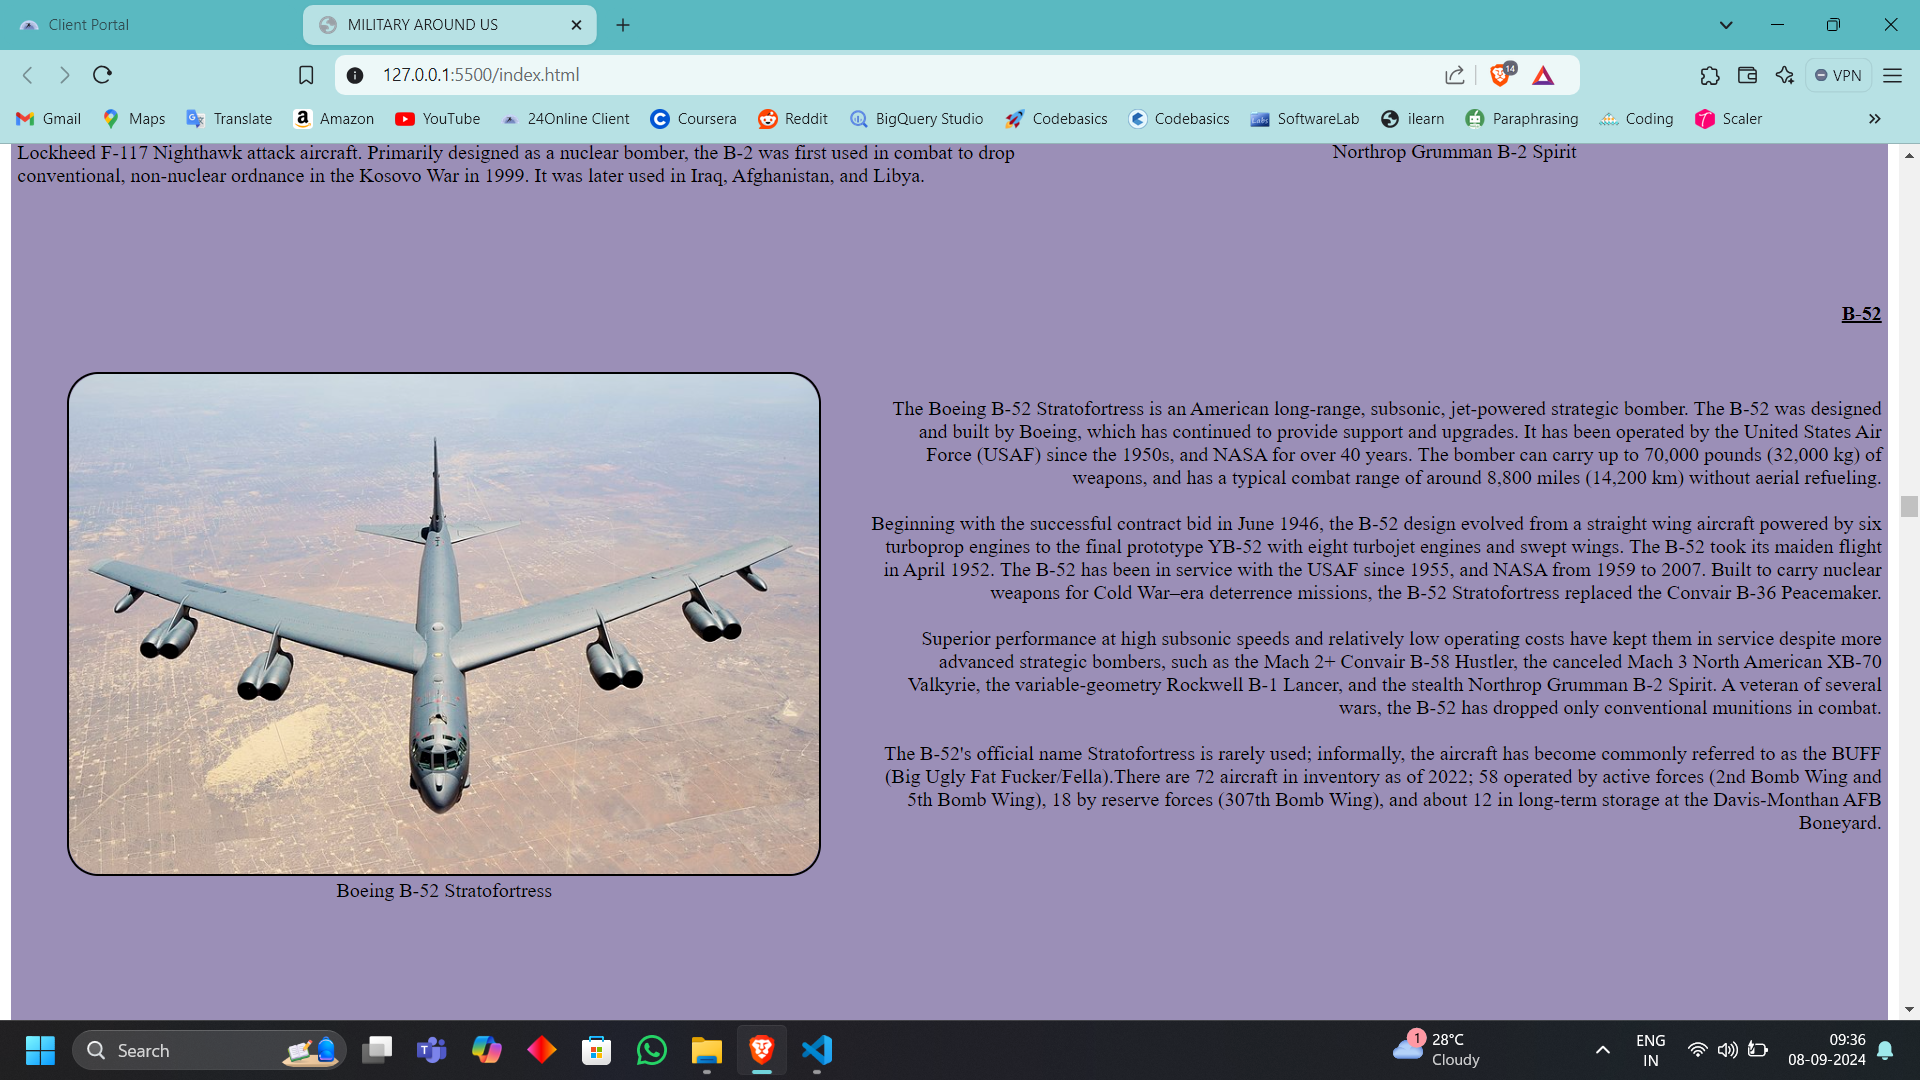 Client Portal
MILITARY AROUND US
127.0.0.1:5500/index.html
14
VPN
Gmail
Maps
Translate
Amazon
YouTube
24Online Client
Coursera
Reddit
BigQuery Studio
Codebasics
Codebasics
SoftwareLab
ilearn
Paraphrasing
Coding
Scaler
Lockheed F-117 Nighthawk attack aircraft. Primarily designed as a nuclear bomber, the B-2 was first used in combat to drop
conventional, non-nuclear ordnance in the Kosovo War in 1999. It was later used in Iraq, Afghanistan, and Libya.
Northrop Grumman B-2 Spirit
B-52
The Boeing B-52 Stratofortress is an American long-range, subsonic, jet-powered strategic bomber. The B-52 was designed
and built by Boeing, which has continued to provide support and upgrades. It has been operated by the United States Air
Force (USAF) since the 1950s, and NASA for over 40 years. The bomber can carry up to 70,000 pounds (32,000 kg) of
weapons, and has a typical combat range of around 8,800 miles (14,200 km) without aerial refueling.
Beginning with the successful contract bid in June 1946, the B-52 design evolved from a straight wing aircraft powered by six
turboprop engines to the final prototype YB-52 with eight turbojet engines and swept wings. The B-52 took its maiden flight
in April 1952. The B-52 has been in service with the USAF since 1955, and NASA from 1959 to 2007. Built to carry nuclear
weapons for Cold War–era deterrence missions, the B-52 Stratofortress replaced the Convair B-36 Peacemaker.
Superior performance at high subsonic speeds and relatively low operating costs have kept them in service despite more
advanced strategic bombers, such as the Mach 2+ Convair B-58 Hustler, the canceled Mach 3 North American XB-70
Valkyrie, the variable-geometry Rockwell B-1 Lancer, and the stealth Northrop Grumman B-2 Spirit. A veteran of several
wars, the B-52 has dropped only conventional munitions in combat.
The B-52's official name Stratofortress is rarely used; informally, the aircraft has become commonly referred to as the BUFF
(Big Ugly Fat Fucker/Fella).There are 72 aircraft in inventory as of 2022; 58 operated by active forces (2nd Bomb Wing and
5th Bomb Wing), 18 by reserve forces (307th Bomb Wing), and about 12 in long-term storage at the Davis-Monthan AFB
Boneyard.
Boeing B-52 Stratofortress
Search
1
28°C
Cloudy
ENG
IN
09:36
08-09-2024